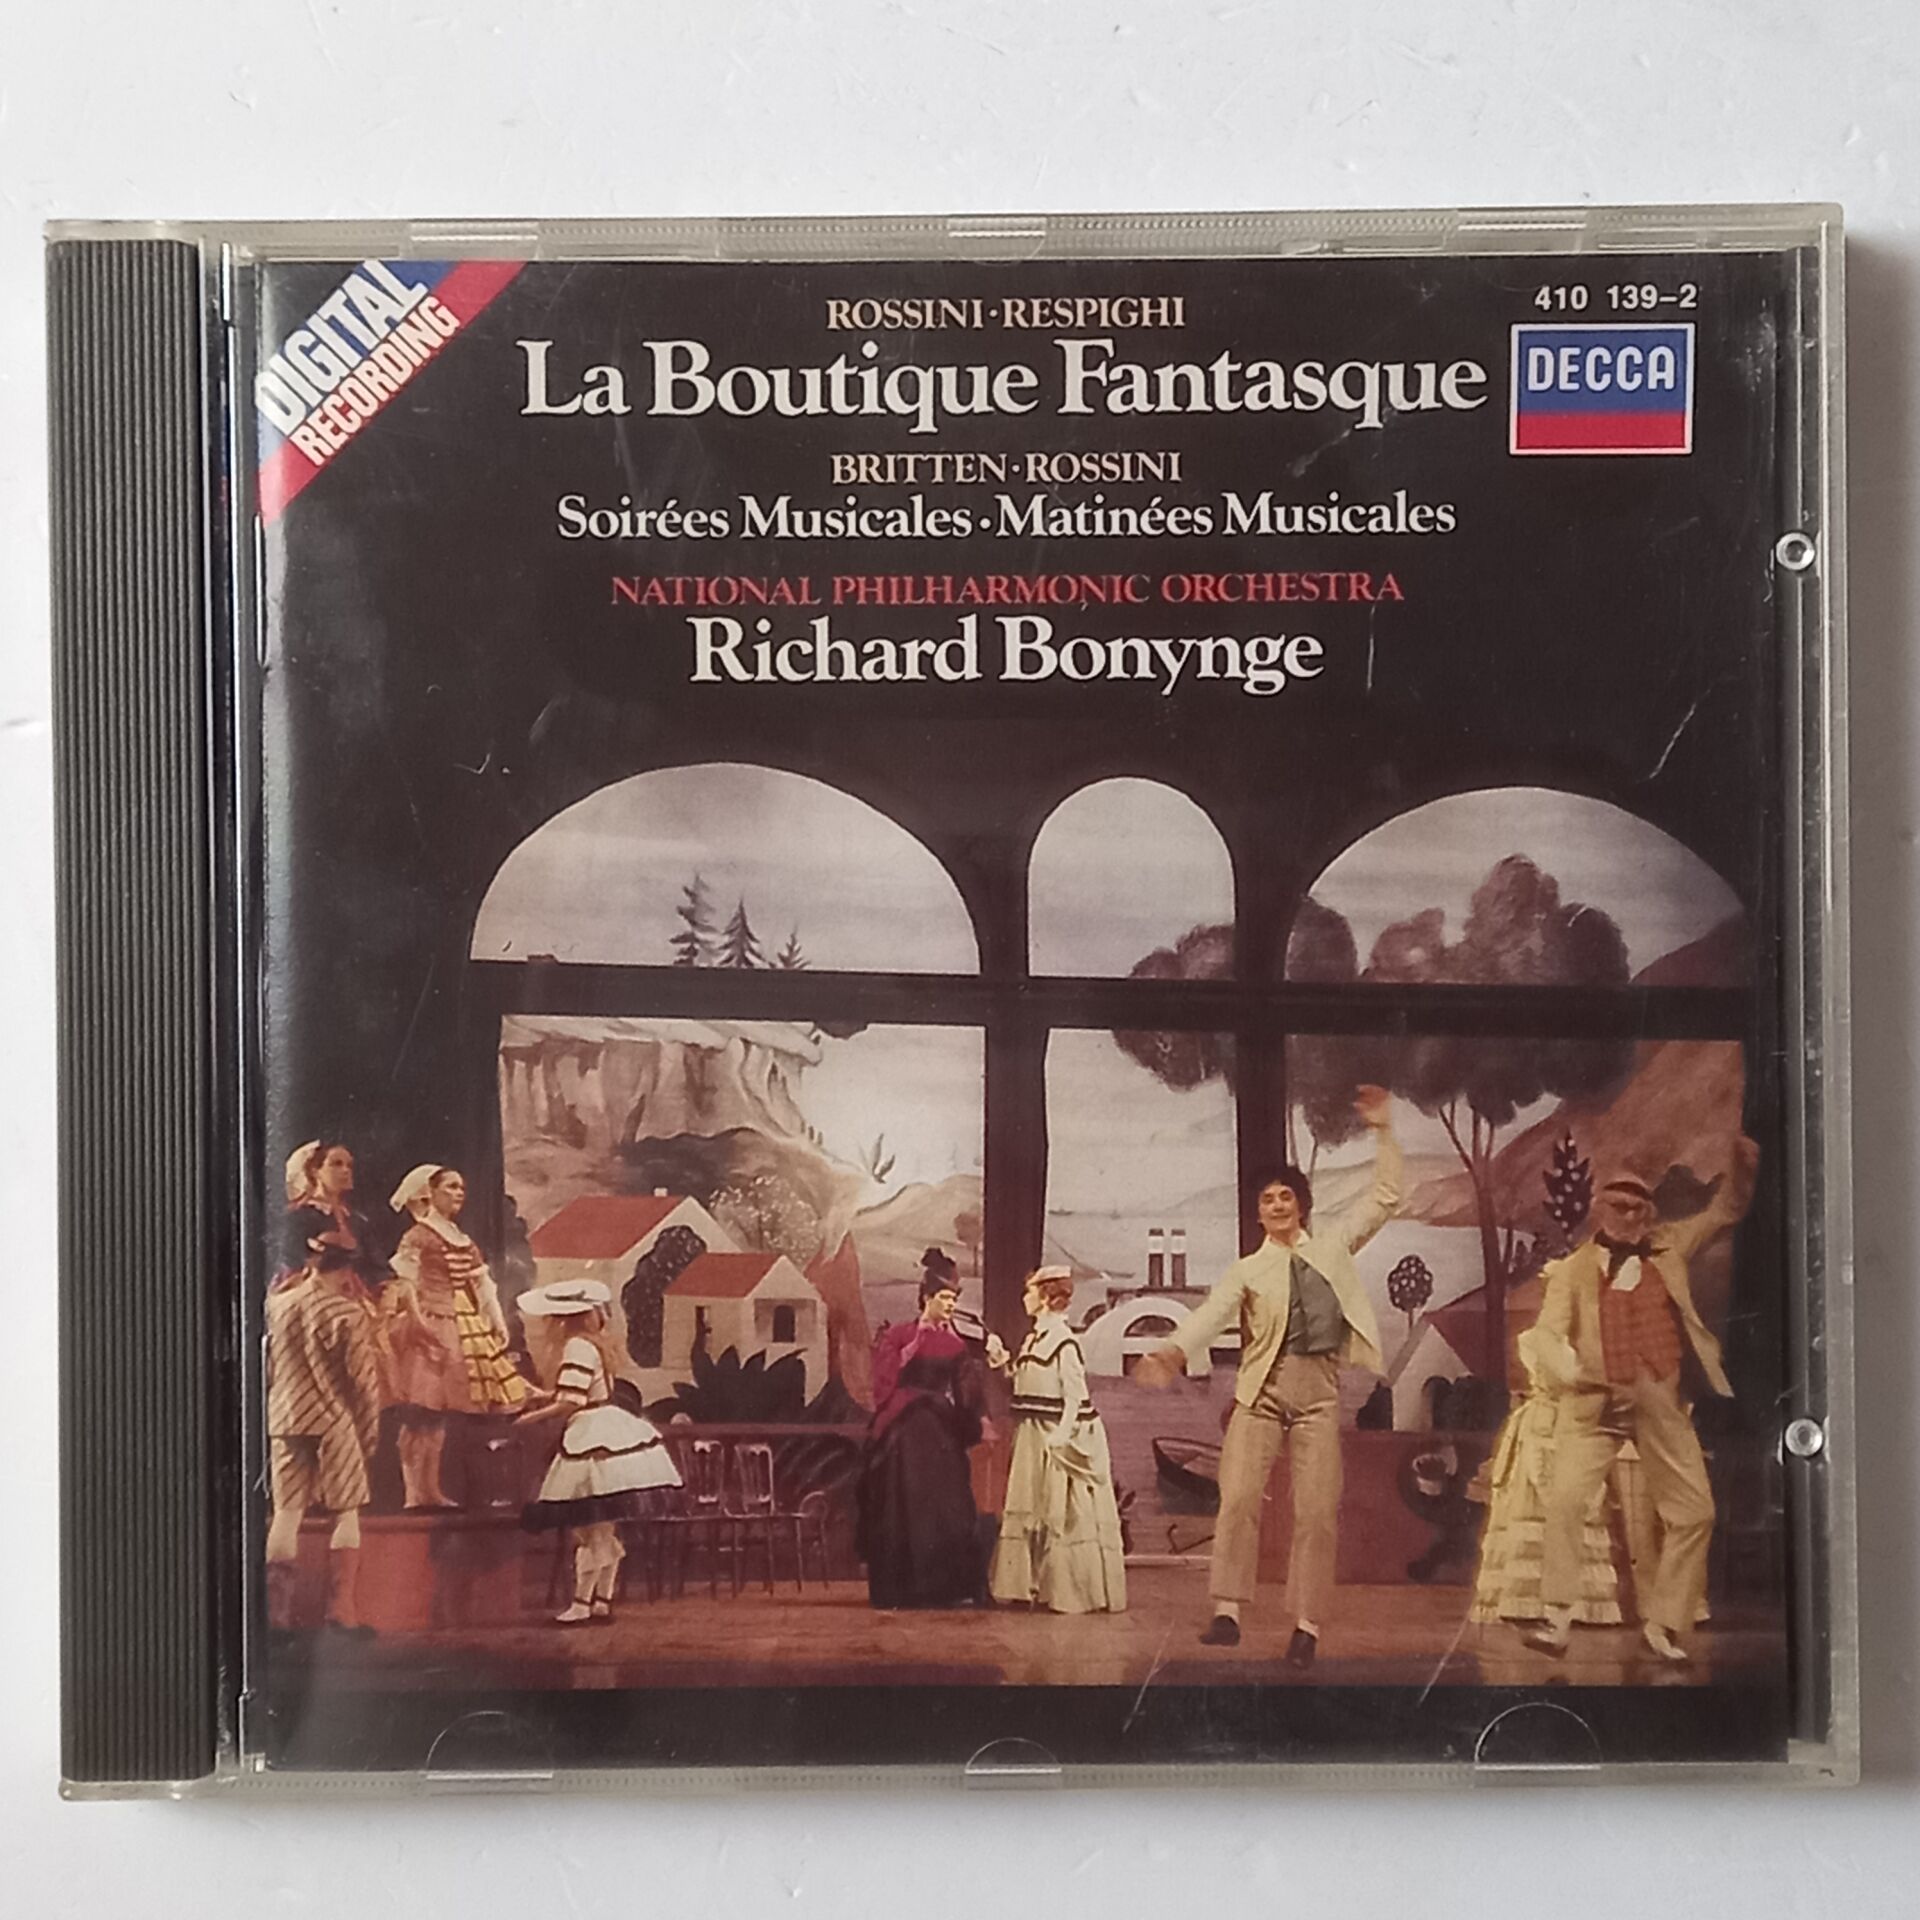 DIGITAL
RECORDING
ROSSINI·RESPIGHI
La Boutique Fantasque
410 139-2
DECCA
BRITTEN·ROSSINI
Soirées Musicales·Matinées Musicales
NATIONAL PHILHARMONIC ORCHESTRA
Richard Bonynge